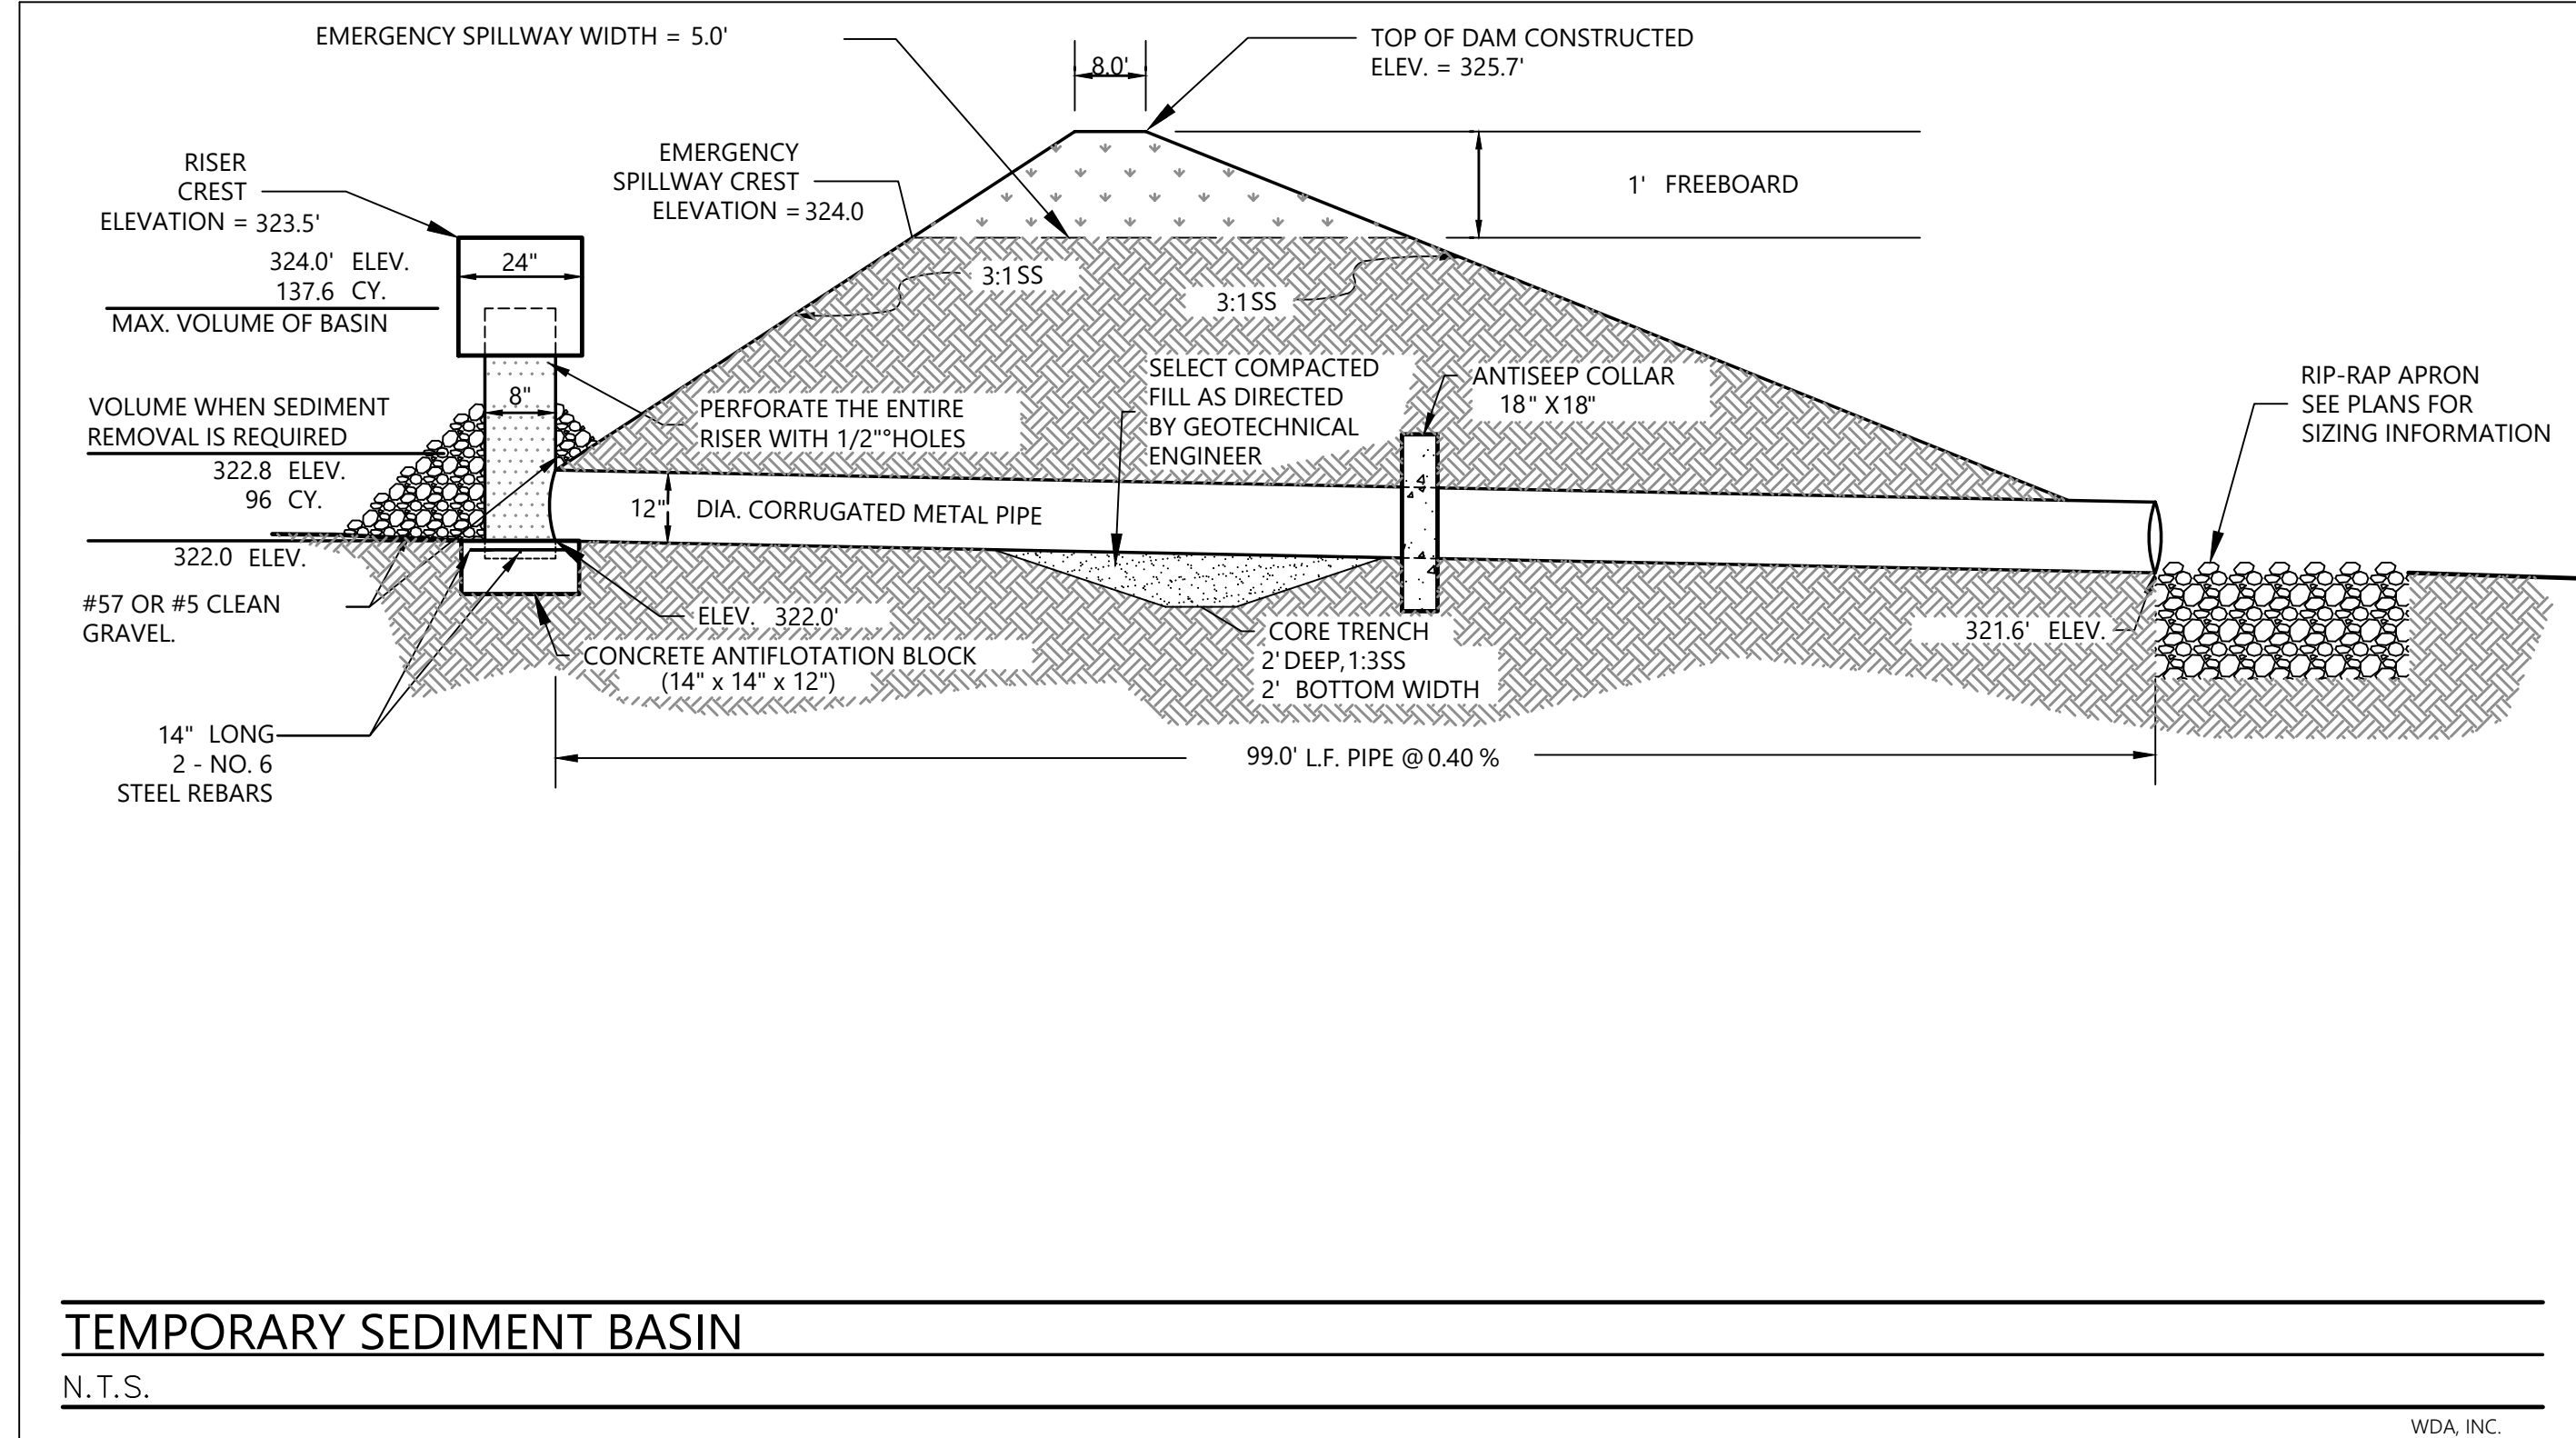 EMERGENCY SPILLWAY WIDTH = 5.0'
8.0'
TOP OF DAM CONSTRUCTED
ELEV. = 325.7'
RISER
CREST
ELEVATION = 323.5'
EMERGENCY
SPILLWAY CREST
ELEVATION = 324.0
1' FREEBOARD
324.0' ELEV.
137.6 CY.
MAX. VOLUME OF BASIN
24"
3:1 SS
3:1 SS
VOLUME WHEN SEDIMENT
REMOVAL IS REQUIRED
322.8 ELEV.
96 CY.
8"
PERFORATE THE ENTIRE
RISER WITH 1/2"°HOLES
SELECT COMPACTED
FILL AS DIRECTED
BY GEOTECHNICAL
ENGINEER
ANTISEEP COLLAR
18" X 18"
RIP-RAP APRON
SEE PLANS FOR
SIZING INFORMATION
12" DIA. CORRUGATED METAL PIPE
322.0 ELEV.
#57 OR #5 CLEAN
GRAVEL.
ELEV. 322.0'
CONCRETE ANTIFLOTATION BLOCK
(14" x 14" x 12")
CORE TRENCH
2' DEEP, 1:3SS
2' BOTTOM WIDTH
321.6' ELEV.
14" LONG
2 - NO. 6
STEEL REBARS
99.0' L.F. PIPE @ 0.40 %
TEMPORARY SEDIMENT BASIN
N.T.S.
WDA, INC.